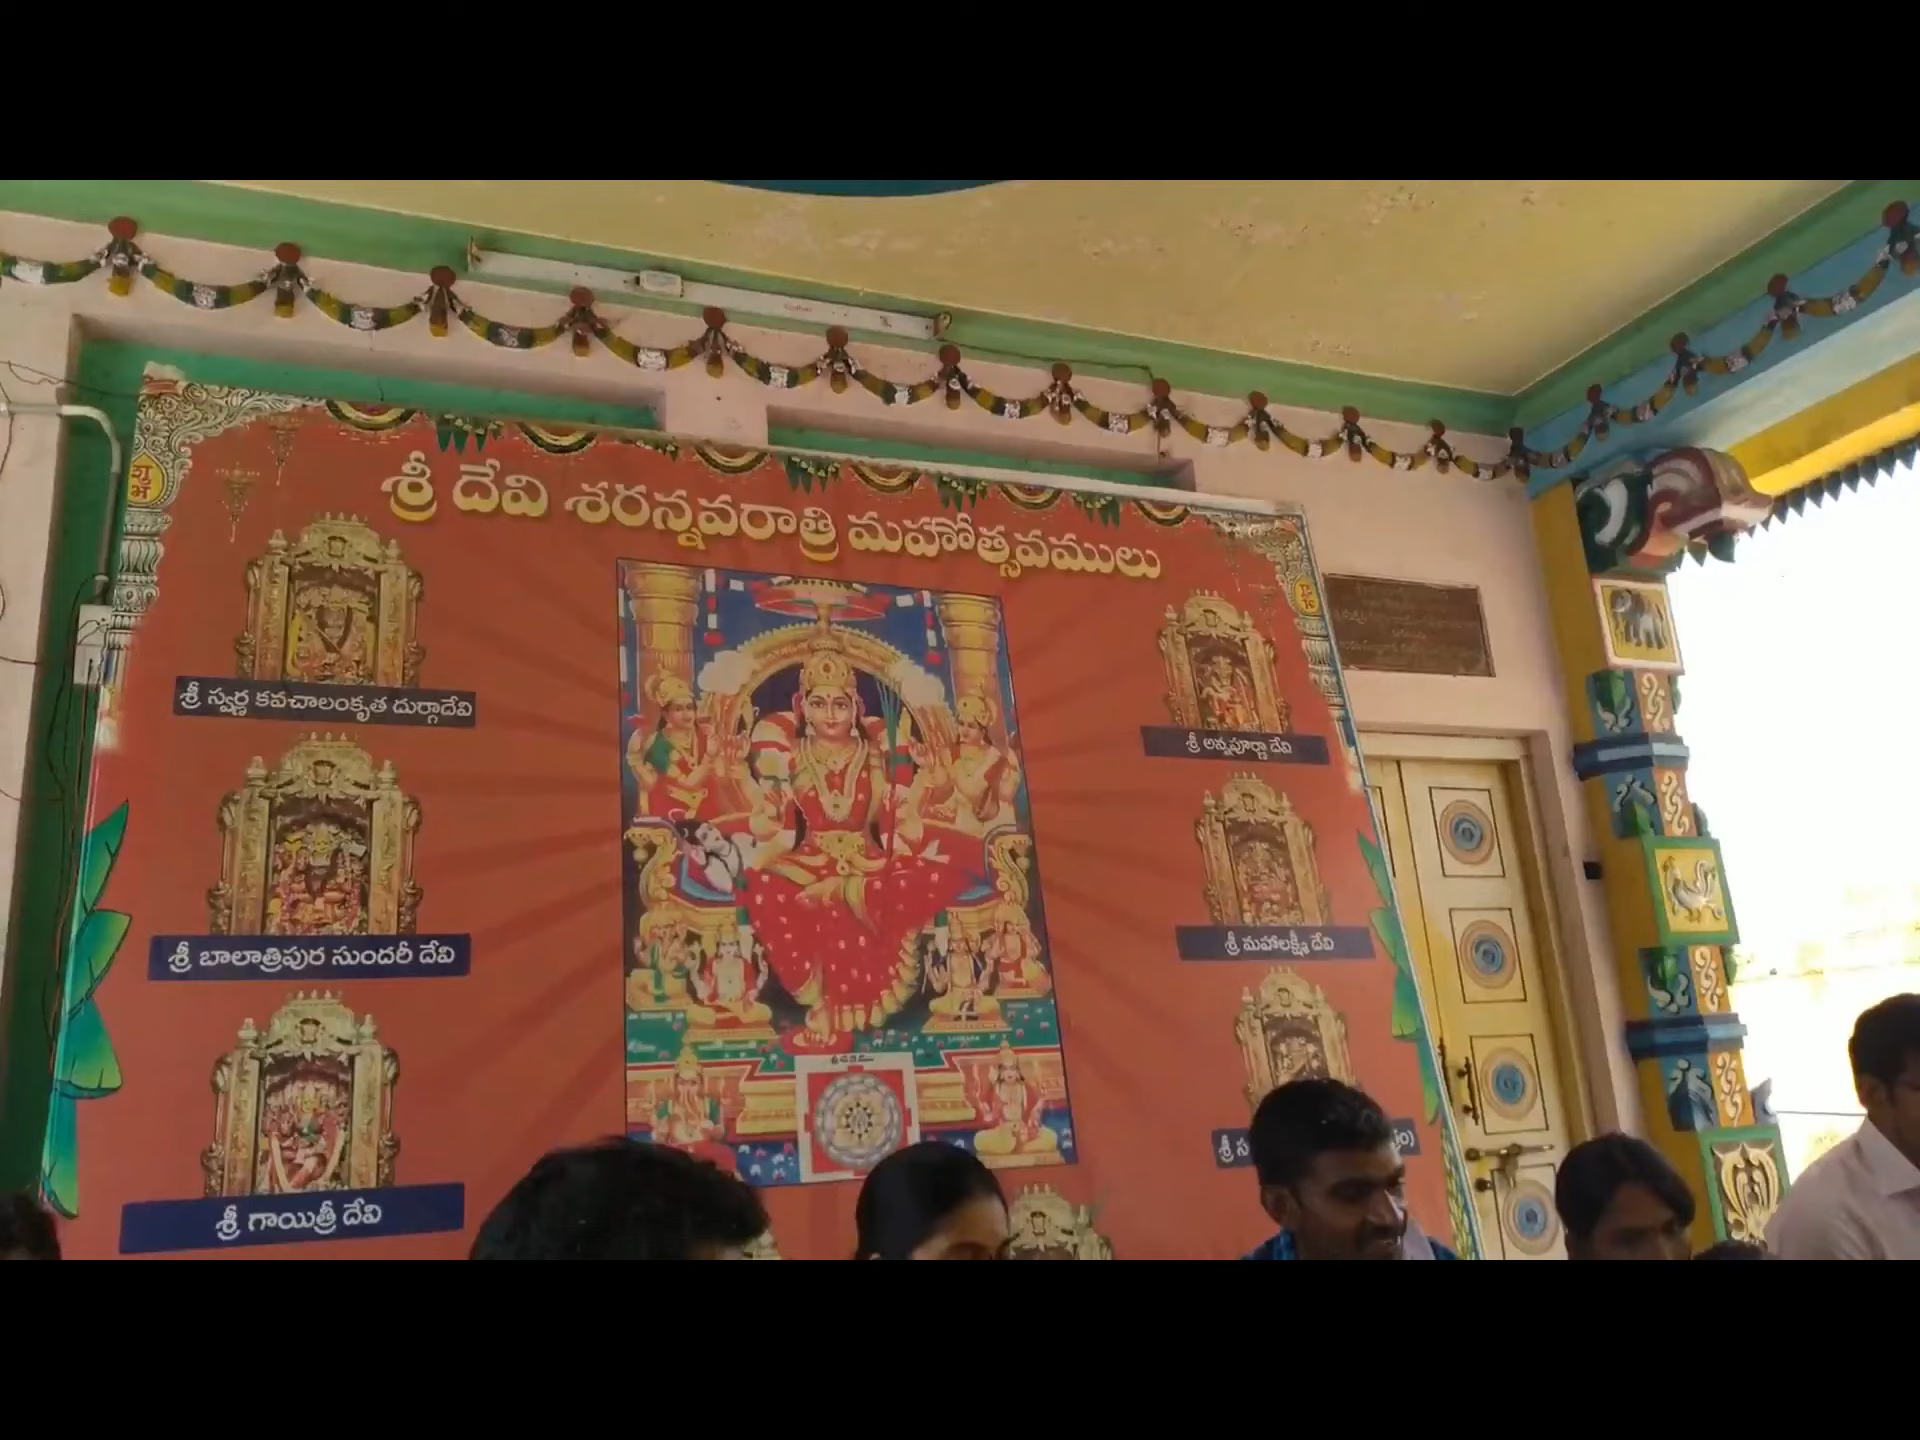 శ్రీ దేవి శరన్నవరాత్రి మహోత్సవములు
శ్రీ స్వర్ణ కవచాలంకృత దుర్గాదేవి
శ్రీ బాలాత్రిపుర సుందరీ దేవి
శ్రీ గాయిత్రీ దేవి
శ్రీ అన్నపూర్ణా దేవి
శ్రీ మహాలక్ష్మీ దేవి
శ్రీ